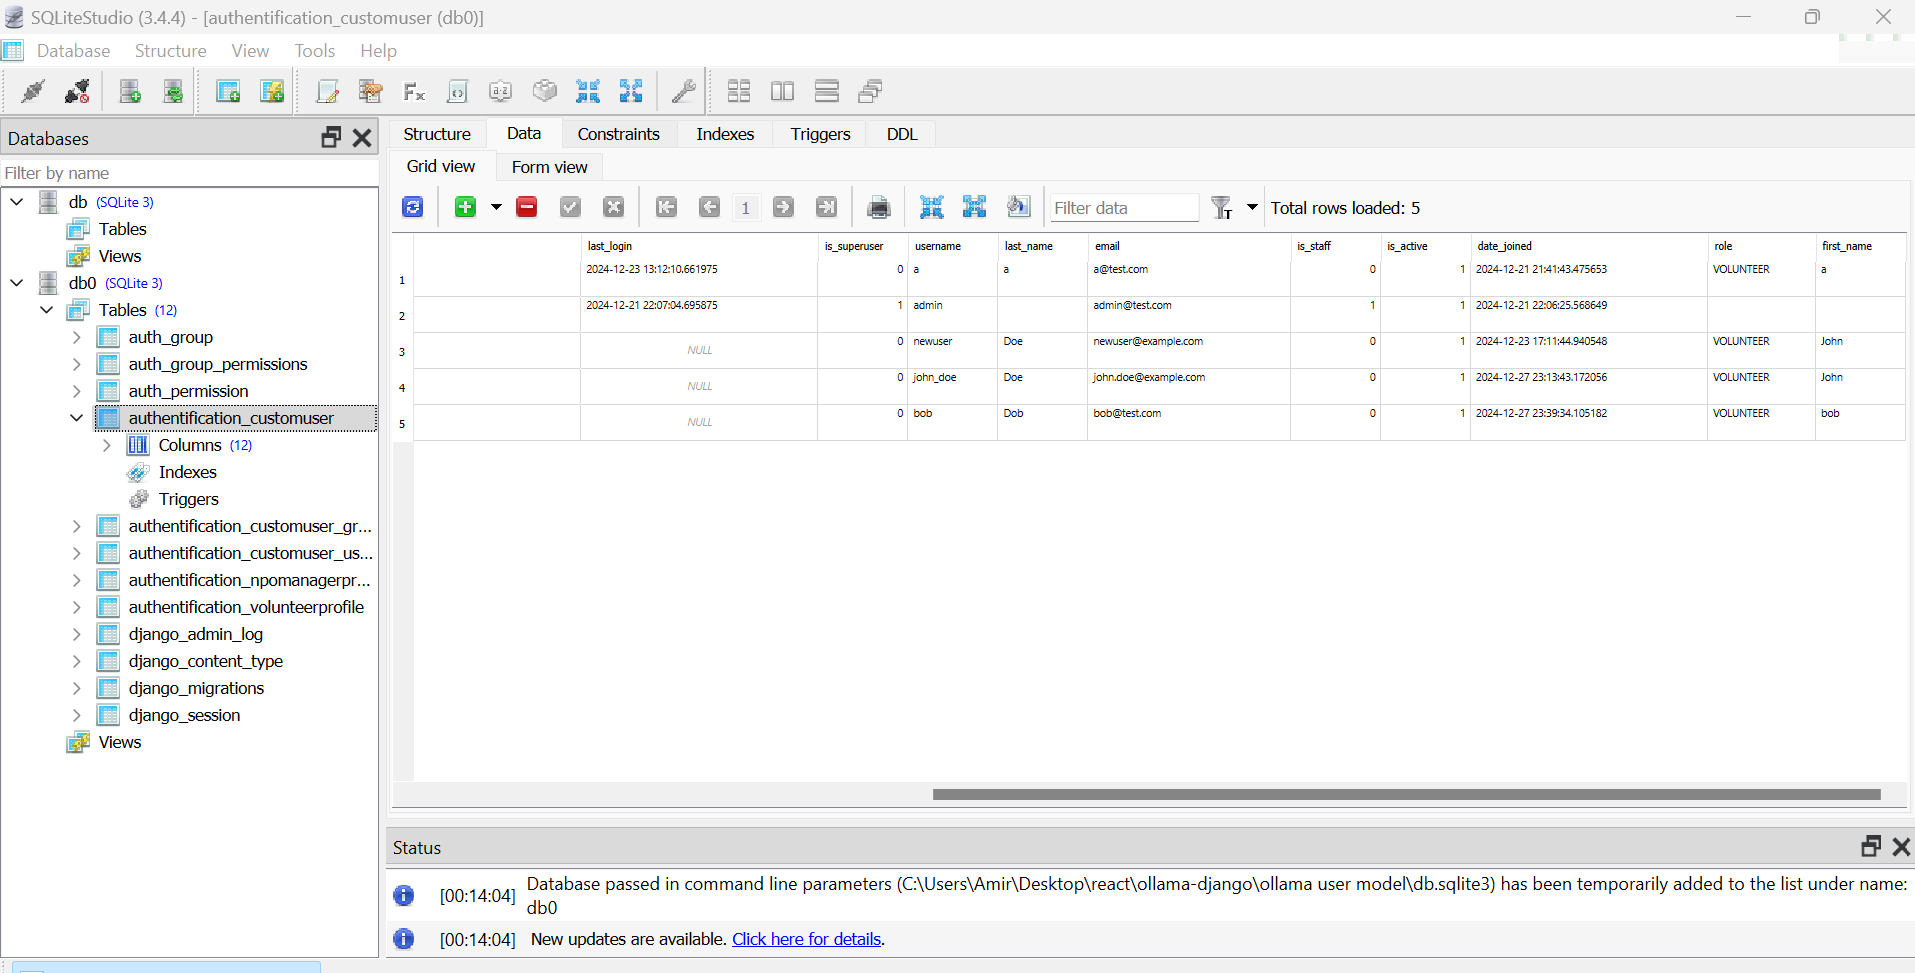 SQLiteStudio (3.4.4) - [authentification_customuser (db0)]
Database Structure View Tools Help
Databases
Filter by name
db (SQLite 3)
Tables
Views
db0 (SQLite 3)
Tables (12)
auth_group
auth_group_permissions
auth_permission
authentification_customuser
Columns (12)
Indexes
Triggers
authentification_customuser_gr...
authentification_customuser_us...
authentification_npomanagerpr...
authentification_volunteerprofile
django_admin_log
django_content_type
django_migrations
django_session
Views
Structure Data Constraints Indexes Triggers DDL
Grid view Form view
1 Filter data Total rows loaded: 5
last_login is_superuser username last_name email is_staff is_active date_joined role first_name
1 2024-12-23 13:12:10.661975 0 a a a@test.com 0 1 2024-12-21 21:41:43.475653 VOLUNTEER a
2 2024-12-21 22:07:04.695875 1 admin admin@test.com 1 1 2024-12-21 22:06:25.568649
3 NULL 0 newuser Doe newuser@example.com 0 1 2024-12-23 17:11:44.940548 VOLUNTEER John
4 NULL 0 john_doe Doe john.doe@example.com 0 1 2024-12-27 23:13:43.172056 VOLUNTEER John
5 NULL 0 bob Dob bob@test.com 0 1 2024-12-27 23:39:34.105182 VOLUNTEER bob
Status
[00:14:04] Database passed in command line parameters (C:\Users\Amir\Desktop\react\ollama-django\ollama user model\db.sqlite3) has been temporarily added to the list under name:
db0
[00:14:04] New updates are available. Click here for details.